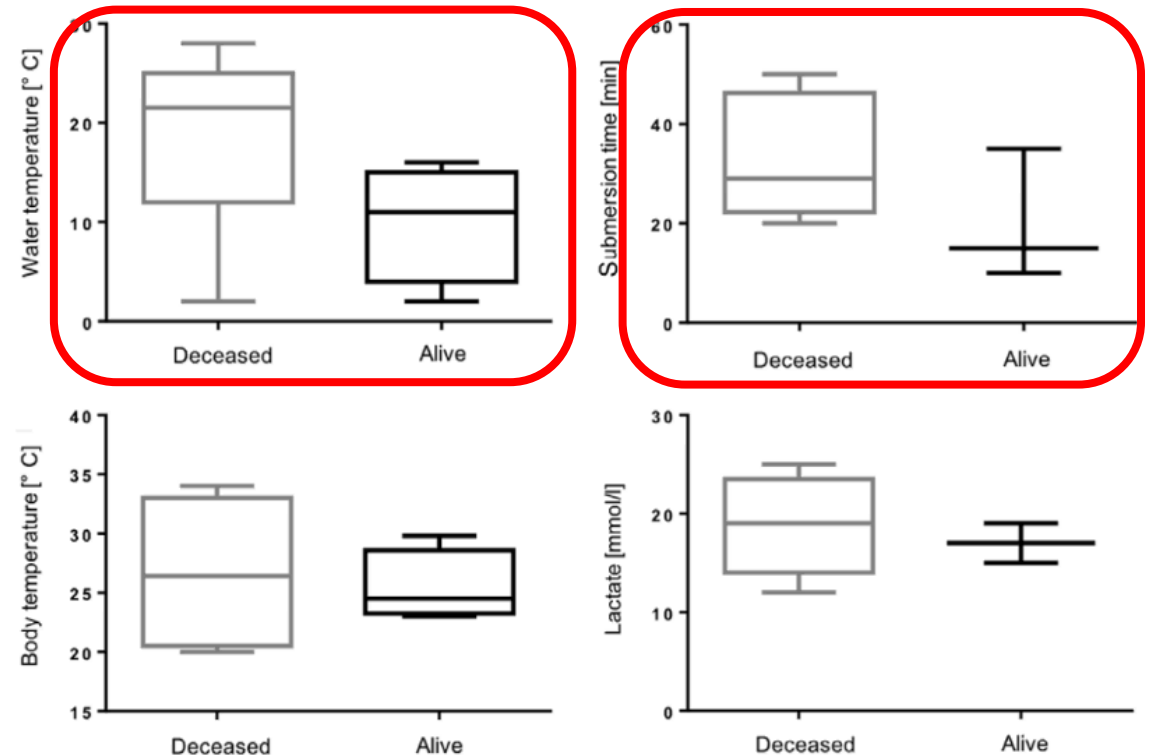 Water temperature [° C]
30
20
10
0
Deceased Alive
Submersion time [min]
60
40
20
0
Deceased Alive
Body temperature [° C]
40
35
30
25
20
15
Deceased Alive
Lactate [mmol/l]
30
20
10
0
Deceased Alive